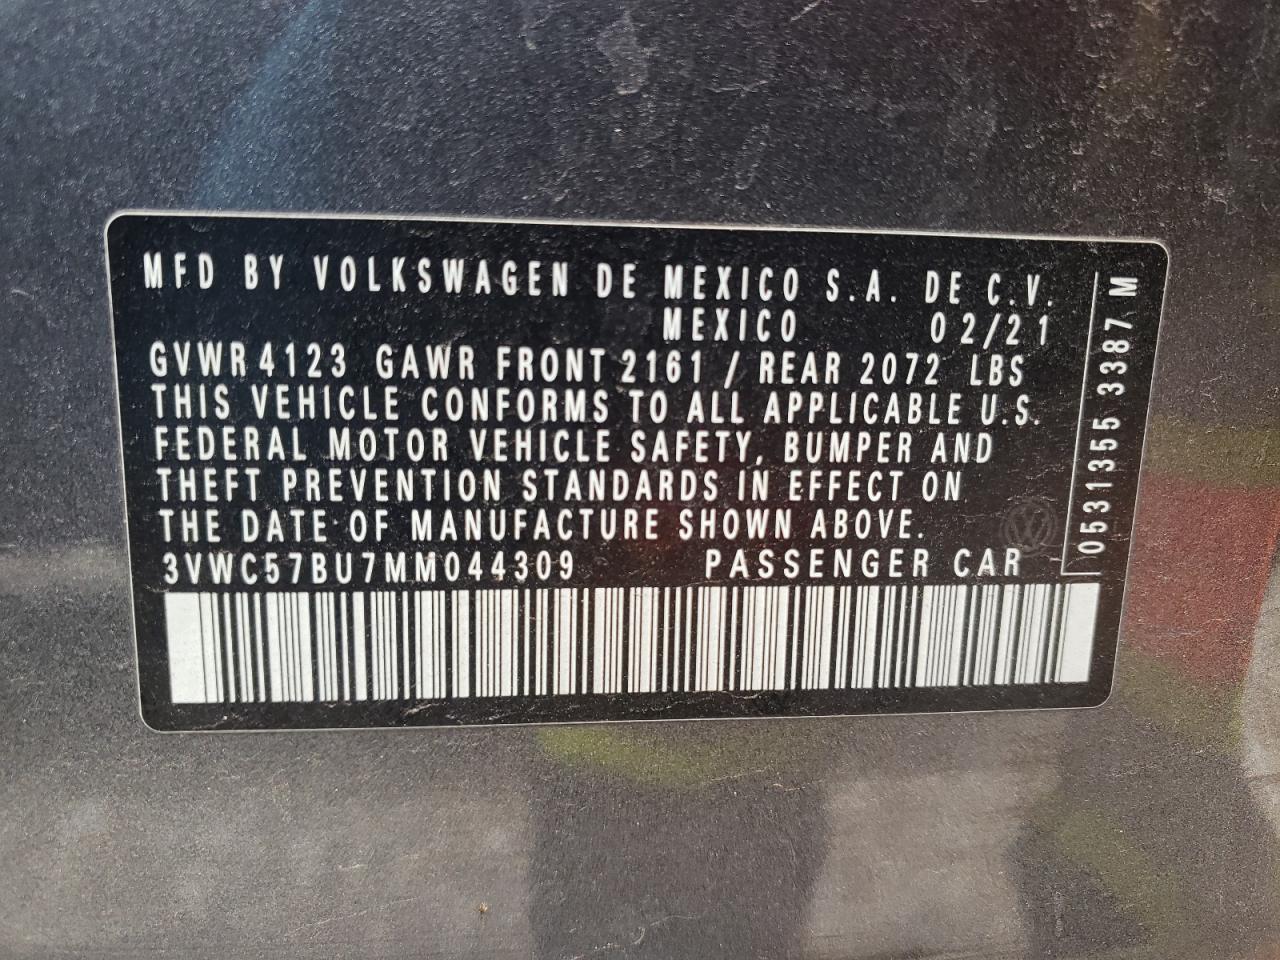 MFD BY VOLKSWAGEN DE MEXICO S.A. DE C.V.
MEXICO 02/21
GVWR 4123 GAWR FRONT 2161 / REAR 2072 LBS
THIS VEHICLE CONFORMS TO ALL APPLICABLE U.S.
FEDERAL MOTOR VEHICLE SAFETY, BUMPER AND
THEFT PREVENTION STANDARDS IN EFFECT ON
THE DATE OF MANUFACTURE SHOWN ABOVE.
3VWC57BU7MM044309 PASSENGER CAR
0531355 3387 M